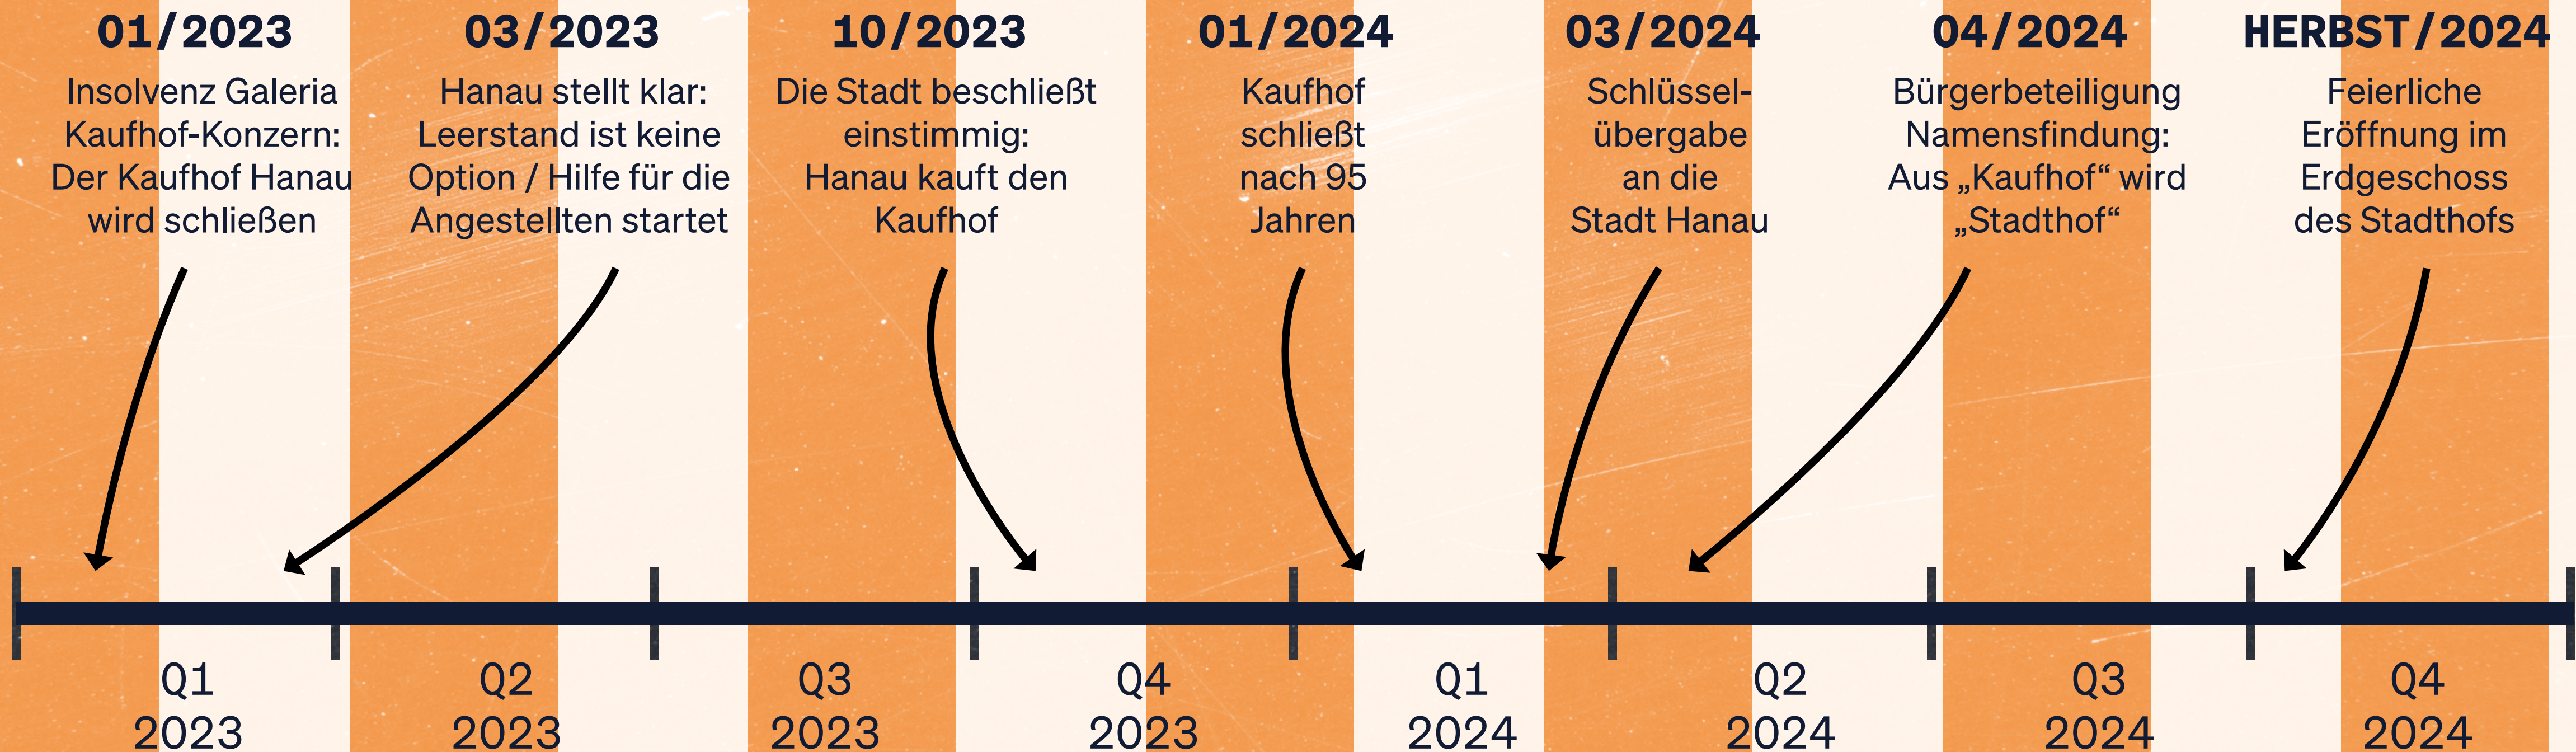 01/2023
Insolvenz Galeria
Kaufhof-Konzern:
Der Kaufhof Hanau
wird schließen
03/2023
Hanau stellt klar:
Leerstand ist keine
Option / Hilfe für die
Angestellten startet
10/2023
Die Stadt beschließt
einstimmig:
Hanau kauft den
Kaufhof
01/2024
Kaufhof
schließt
nach 95
Jahren
03/2024
Schlüssel-
übergabe
an die
Stadt Hanau
04/2024
Bürgerbeteiligung
Namensfindung:
Aus „Kaufhof“ wird
„Stadthof“
HERBST/2024
Feierliche
Eröffnung im
Erdgeschoss
des Stadthofs
Q1
2023
Q2
2023
Q3
2023
Q4
2023
Q1
2024
Q2
2024
Q3
2024
Q4
2024